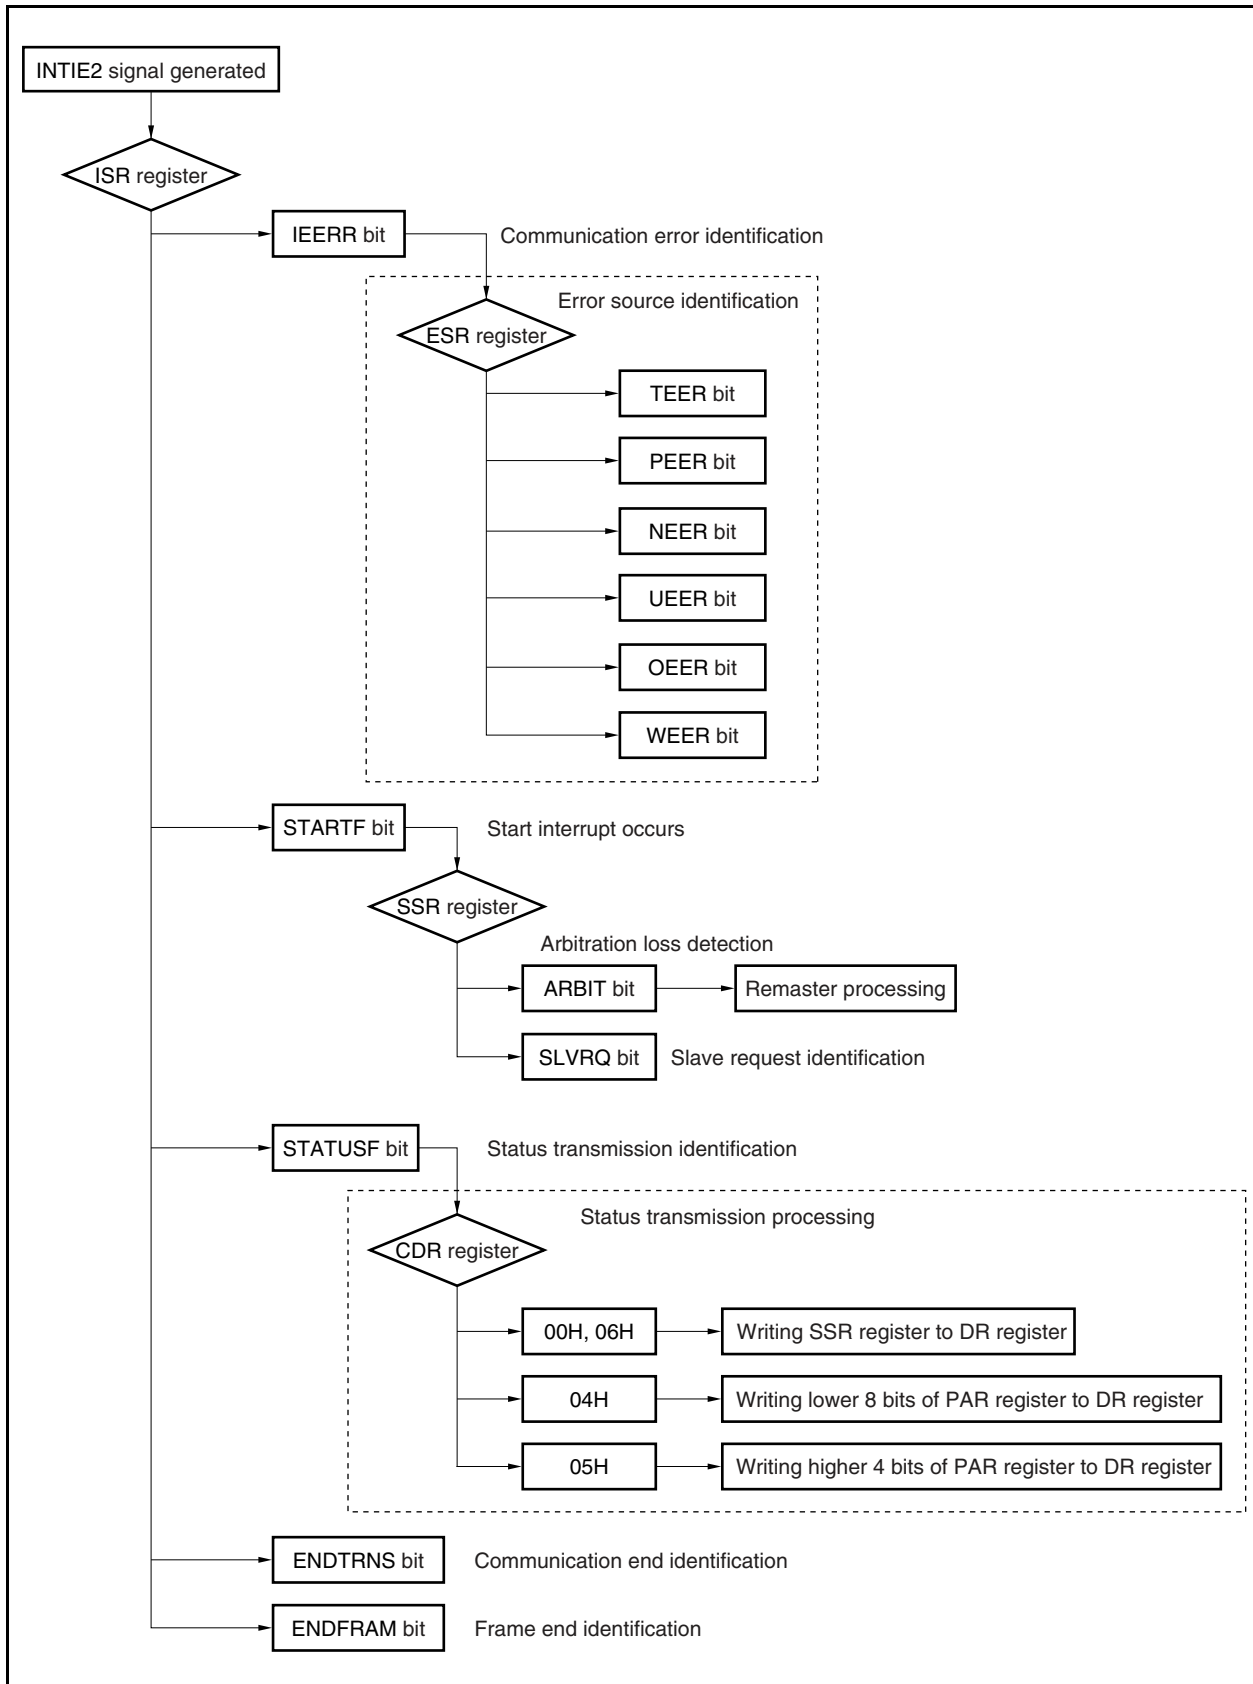 INTIE2 signal generated
ISR register
IEERR bit
Communication error identification
Error source identification
ESR register
TEER bit
PEER bit
NEER bit
UEER bit
OEER bit
WEER bit
STARTF bit
Start interrupt occurs
SSR register
Arbitration loss detection
ARBIT bit
Remaster processing
SLVRQ bit
Slave request identification
STATUSF bit
Status transmission identification
Status transmission processing
CDR register
00H, 06H
Writing SSR register to DR register
04H
Writing lower 8 bits of PAR register to DR register
05H
Writing higher 4 bits of PAR register to DR register
ENDTRNS bit
Communication end identification
ENDFRAM bit
Frame end identification